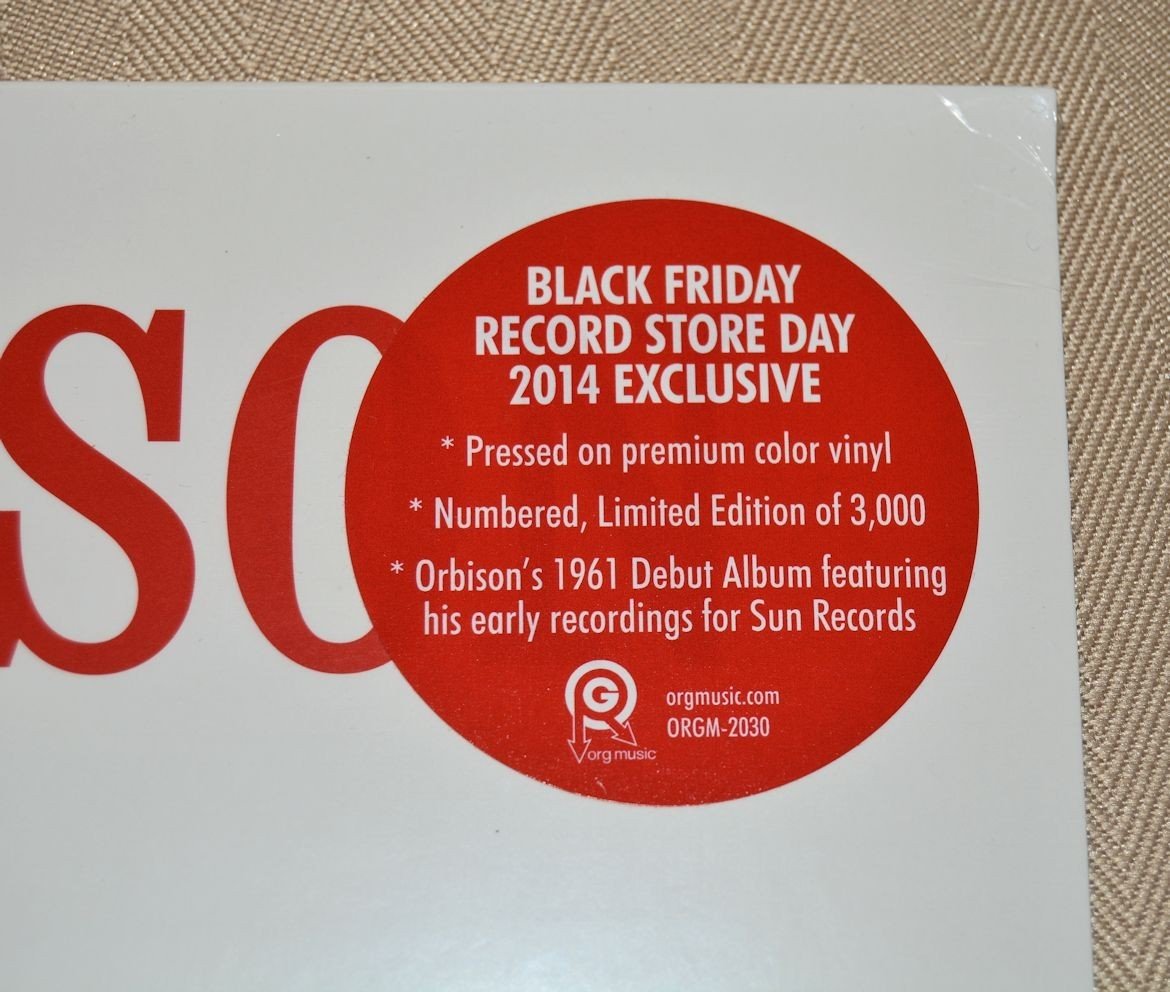 SO
BLACK FRIDAY
RECORD STORE DAY
2014 EXCLUSIVE
* Pressed on premium color vinyl
* Numbered, Limited Edition of 3,000
* Orbison's 1961 Debut Album featuring
his early recordings for Sun Records
orgmusic.com
ORGM-2030
org music